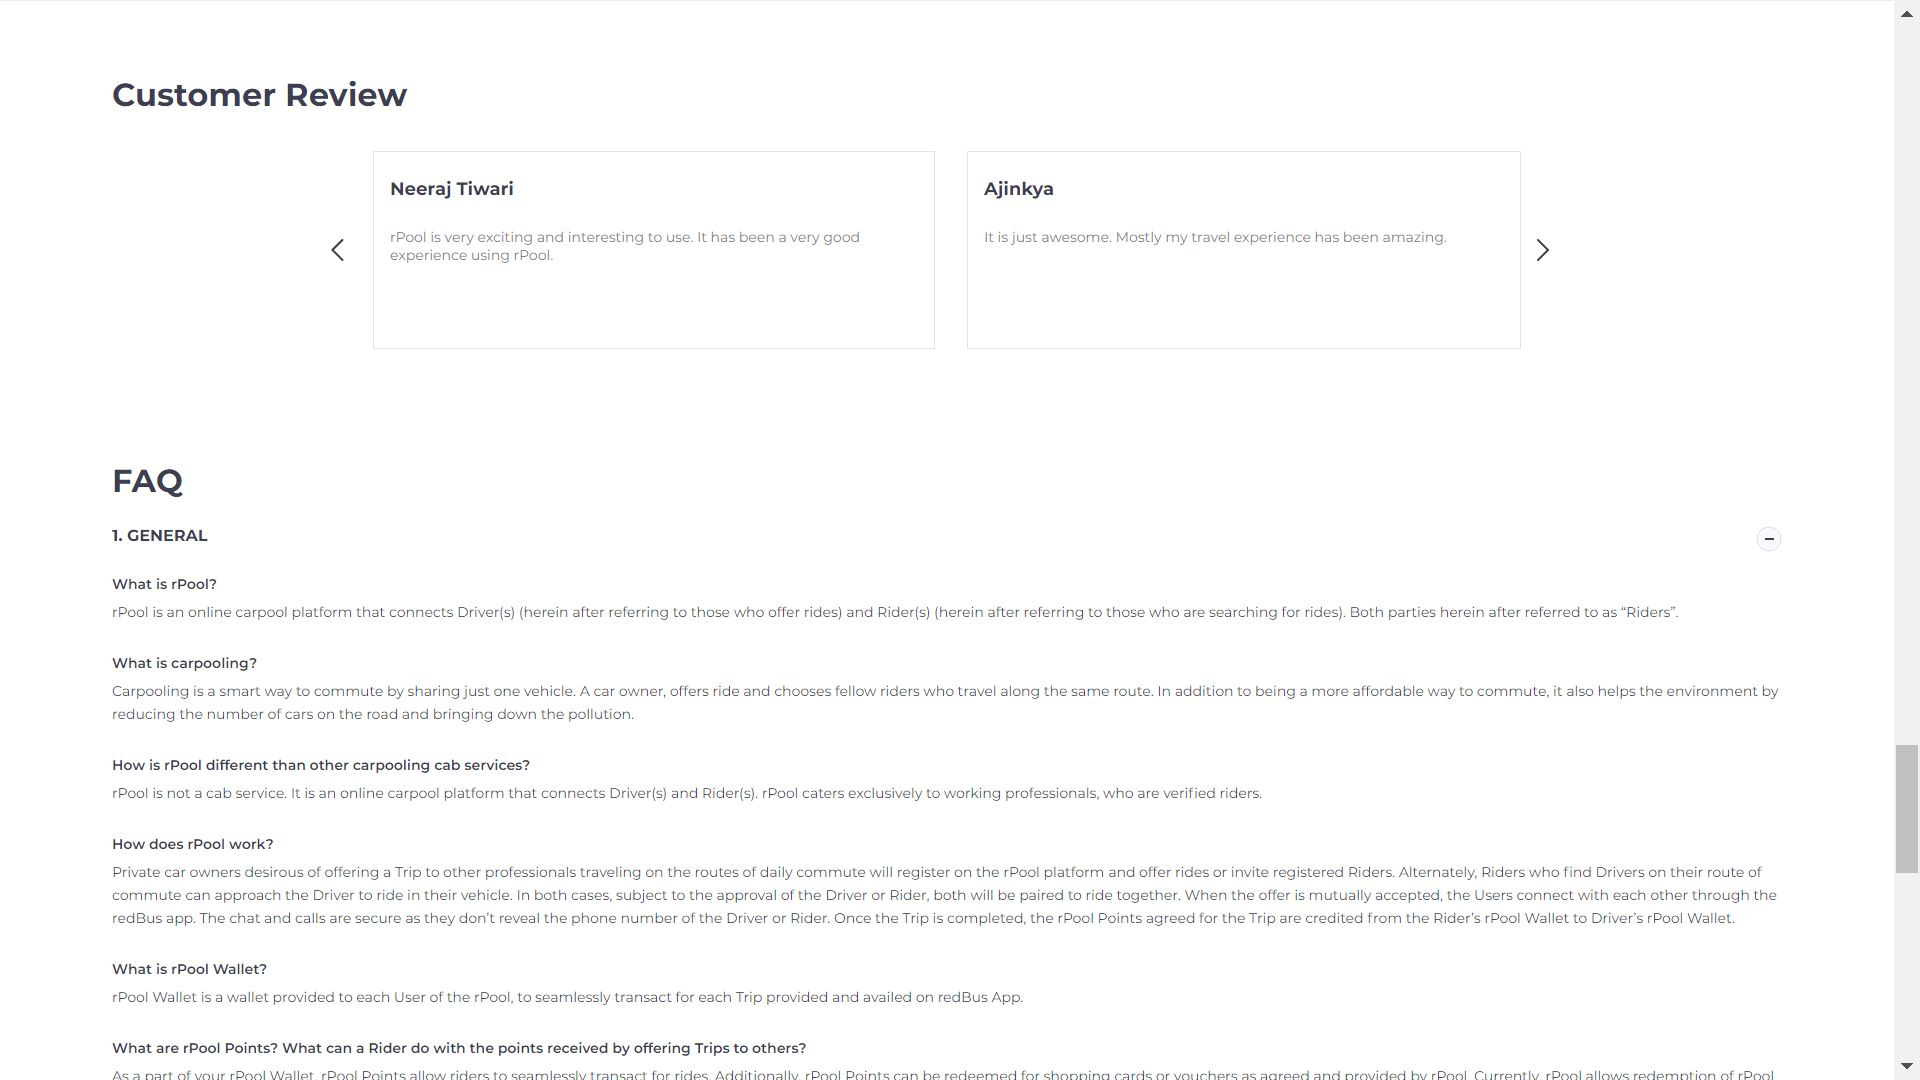 Customer Review
Neeraj Tiwari
rPool is very exciting and interesting to use. It has been a very good
experience using rPool.
Ajinkya
It is just awesome. Mostly my travel experience has been amazing.
FAQ
1. GENERAL
What is rPool?
rPool is an online carpool platform that connects Driver(s) (herein after referring to those who offer rides) and Rider(s) (herein after referring to those who are searching for rides). Both parties herein after referred to as “Riders”.
What is carpooling?
Carpooling is a smart way to commute by sharing just one vehicle. A car owner, offers ride and chooses fellow riders who travel along the same route. In addition to being a more affordable way to commute, it also helps the environment by
reducing the number of cars on the road and bringing down the pollution.
How is rPool different than other carpooling cab services?
rPool is not a cab service. It is an online carpool platform that connects Driver(s) and Rider(s). rPool caters exclusively to working professionals, who are verified riders.
How does rPool work?
Private car owners desirous of offering a Trip to other professionals traveling on the routes of daily commute will register on the rPool platform and offer rides or invite registered Riders. Alternately, Riders who find Drivers on their route of
commute can approach the Driver to ride in their vehicle. In both cases, subject to the approval of the Driver or Rider, both will be paired to ride together. When the offer is mutually accepted, the Users connect with each other through the
redBus app. The chat and calls are secure as they don’t reveal the phone number of the Driver or Rider. Once the Trip is completed, the rPool Points agreed for the Trip are credited from the Rider’s rPool Wallet to Driver’s rPool Wallet.
What is rPool Wallet?
rPool Wallet is a wallet provided to each User of the rPool, to seamlessly transact for each Trip provided and availed on redBus App.
What are rPool Points? What can a Rider do with the points received by offering Trips to others?
As a part of your rPool Wallet, rPool Points allow riders to seamlessly transact for rides. Additionally, rPool Points can be redeemed for shopping cards or vouchers as agreed and provided by rPool. Currently, rPool allows redemption of rPool